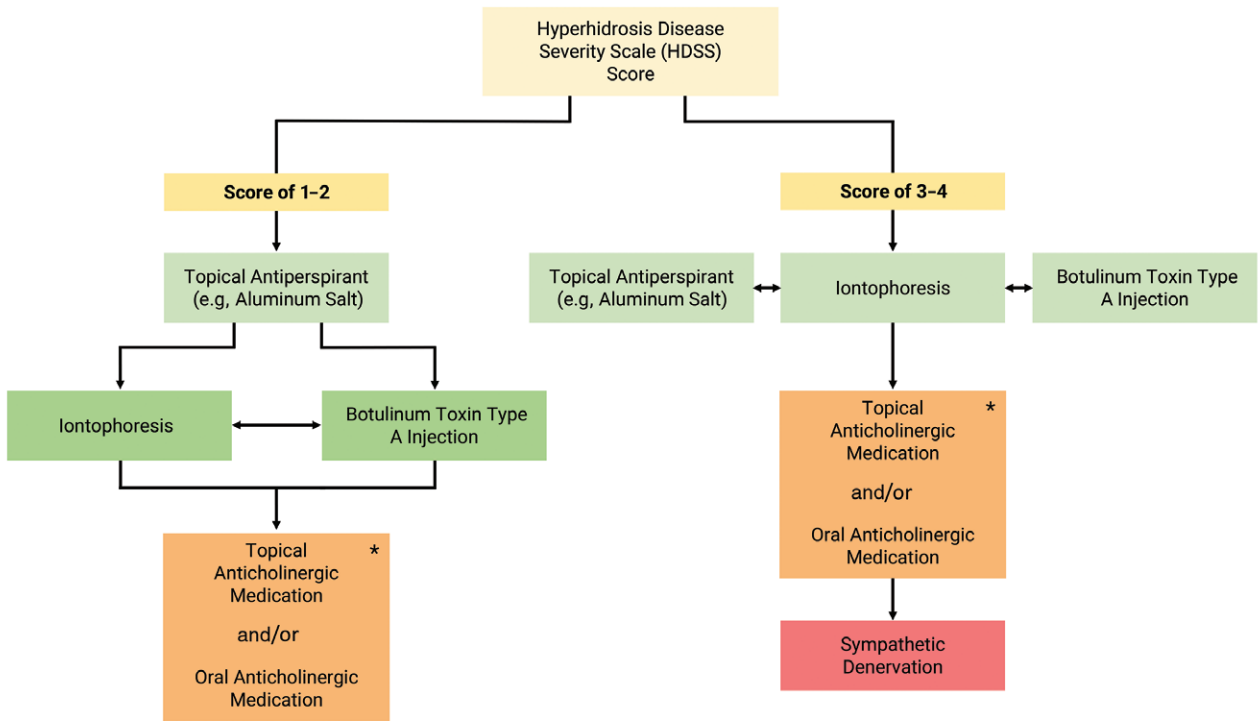 Hyperhidrosis Disease
Severity Scale (HDSS)
Score
Score of 1–2
Topical Antiperspirant
(e.g, Aluminum Salt)
Iontophoresis
Botulinum Toxin Type
A Injection
Topical *
Anticholinergic
Medication
and/or
Oral Anticholinergic
Medication
Score of 3–4
Topical Antiperspirant
(e.g, Aluminum Salt)
Iontophoresis
Botulinum Toxin Type
A Injection
Topical *
Anticholinergic
Medication
and/or
Oral Anticholinergic
Medication
Sympathetic
Denervation